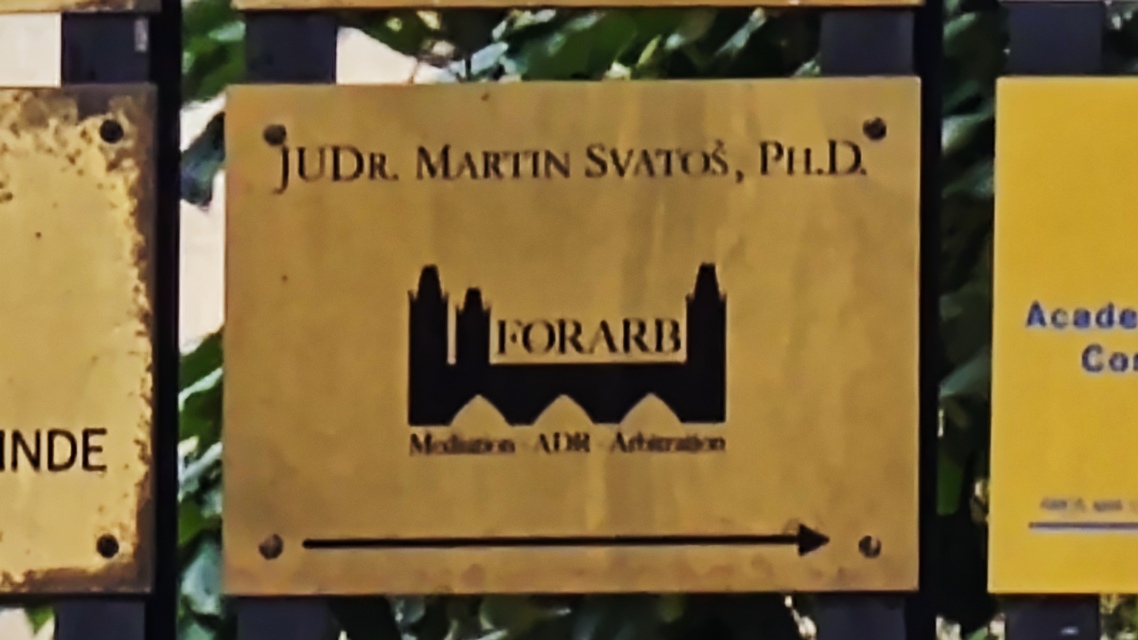 JUDR. MARTIN SVATOŠ, PH.D.
FORARB
Mediation · ADR · Arbitration
INDE
Acade
Co